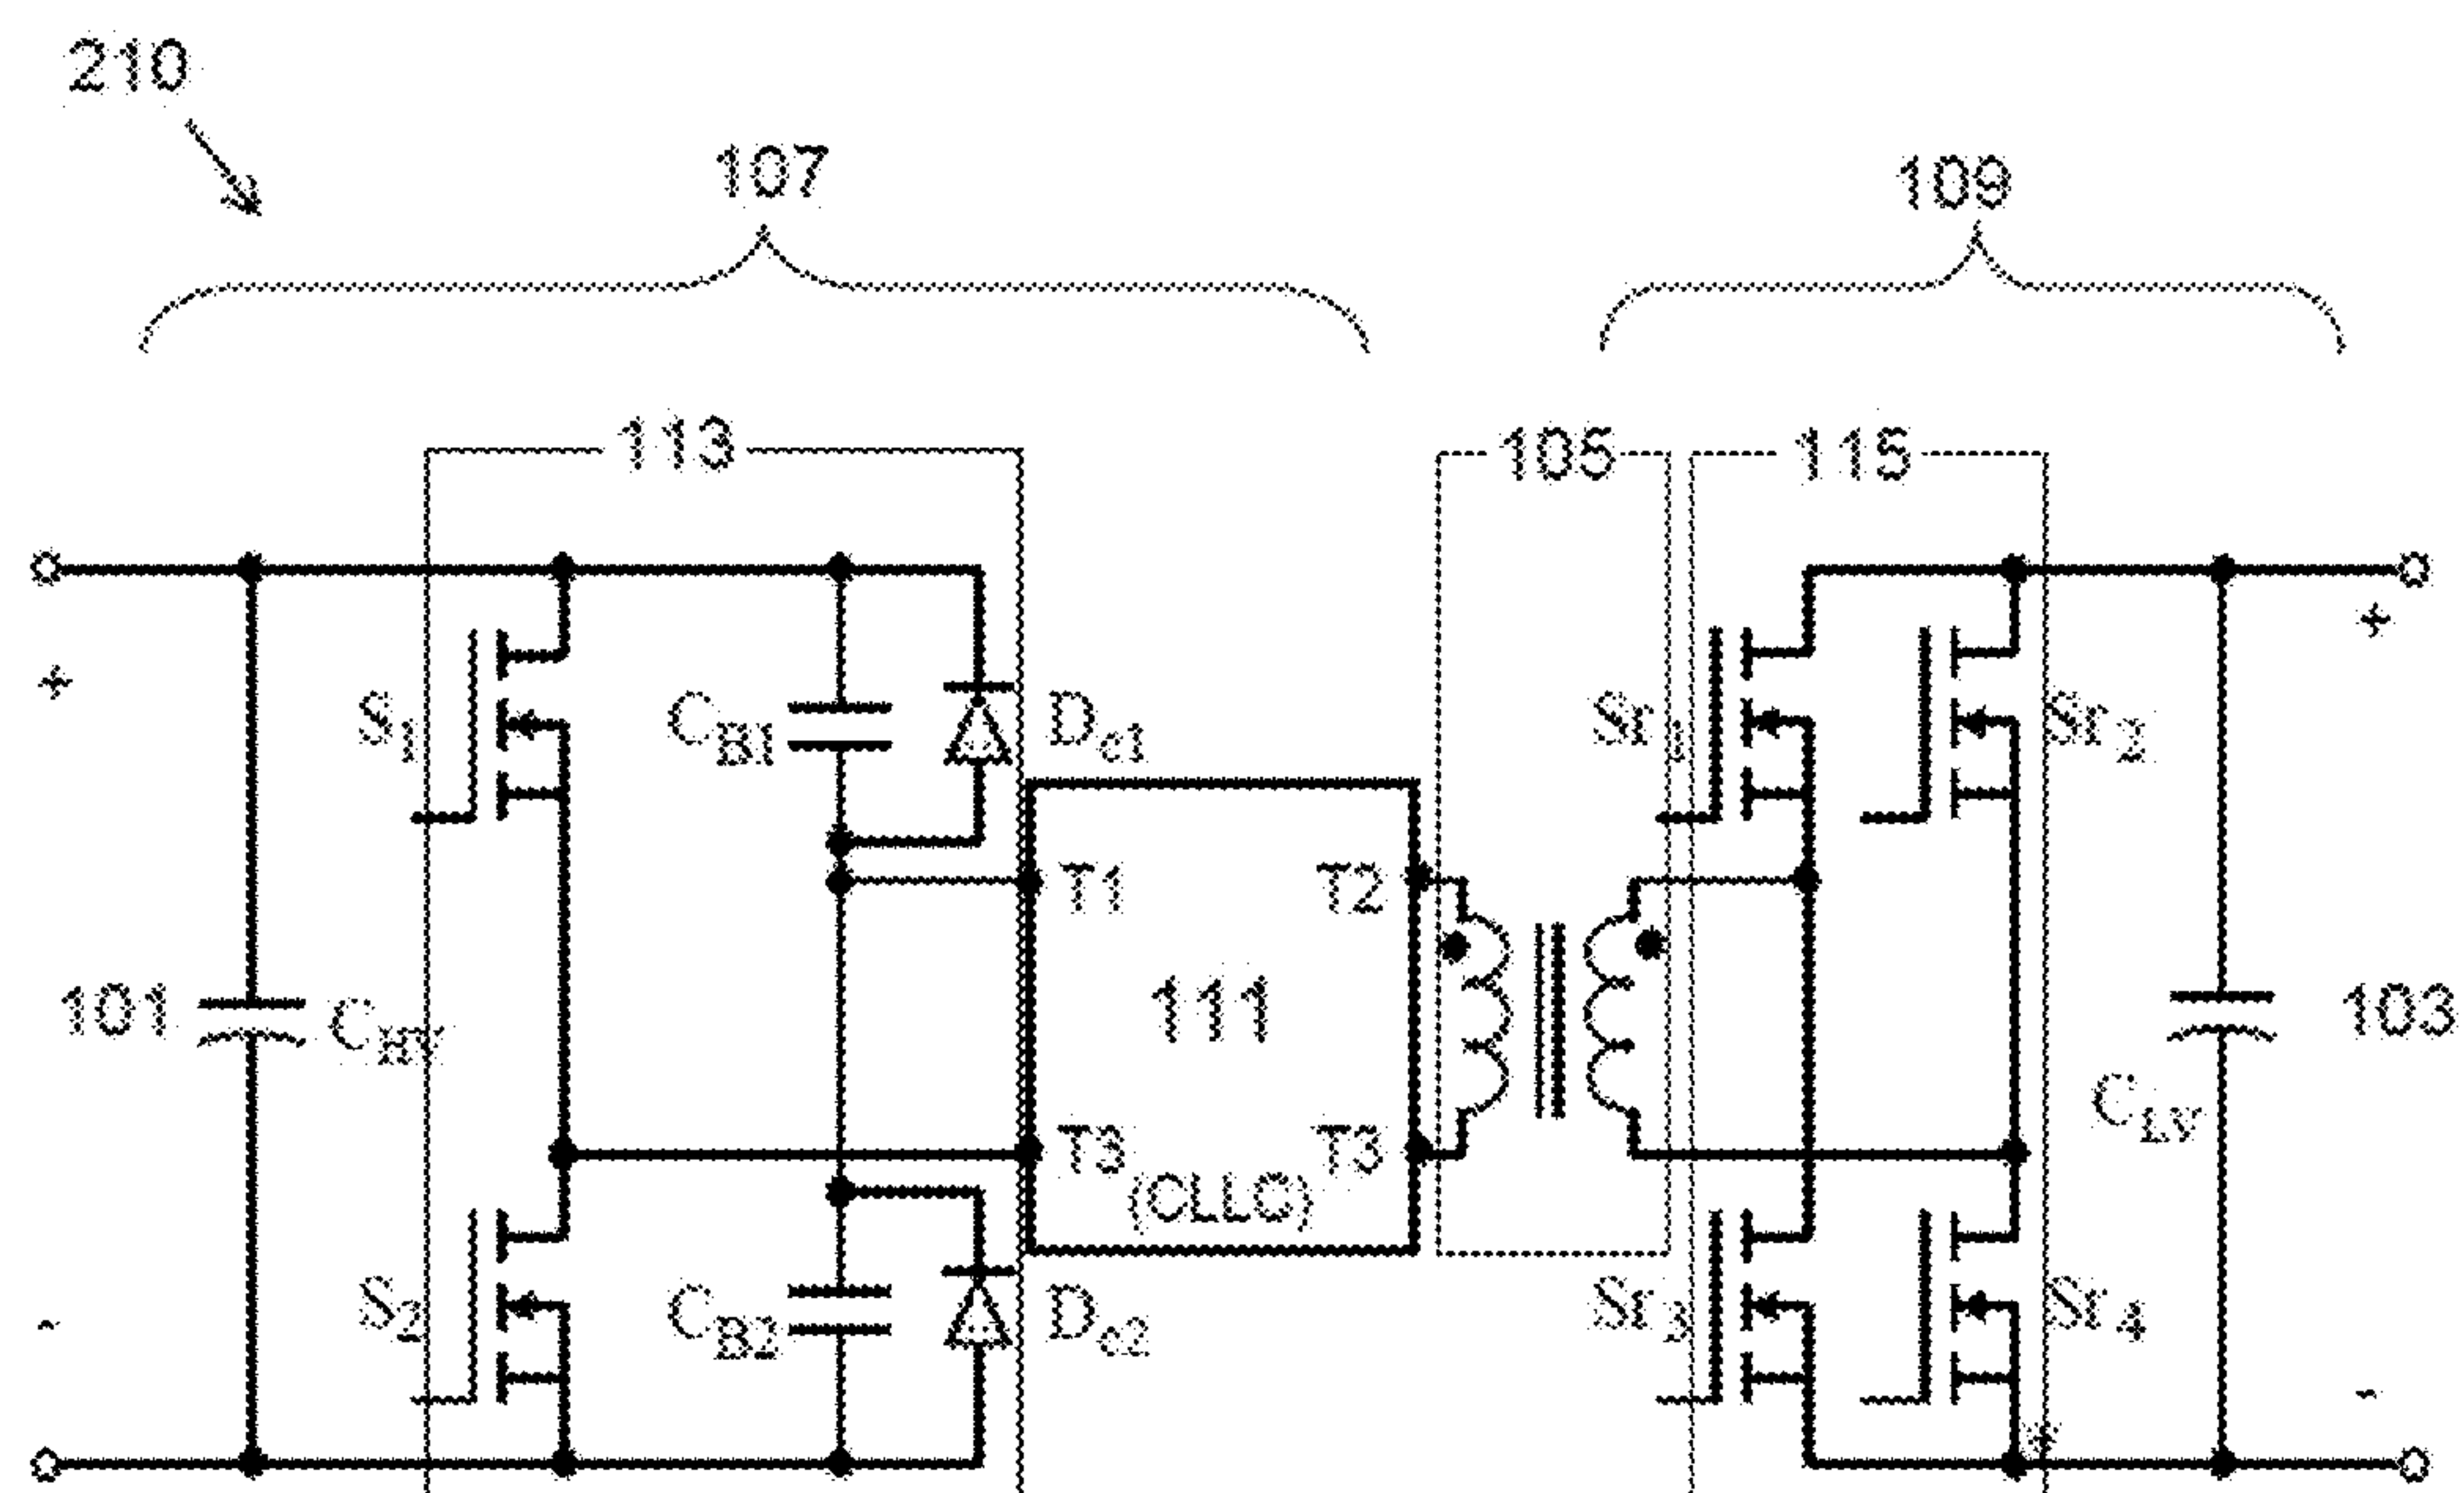 210
107
109
113
105
115
+
+
S1
CB1
Dc1
Sr1
Sr2
T1
T2
101
CHV
111
103
CLV
T3
T3
(CLLC)
S2
CB2
Dc2
Sr3
Sr4
-
-